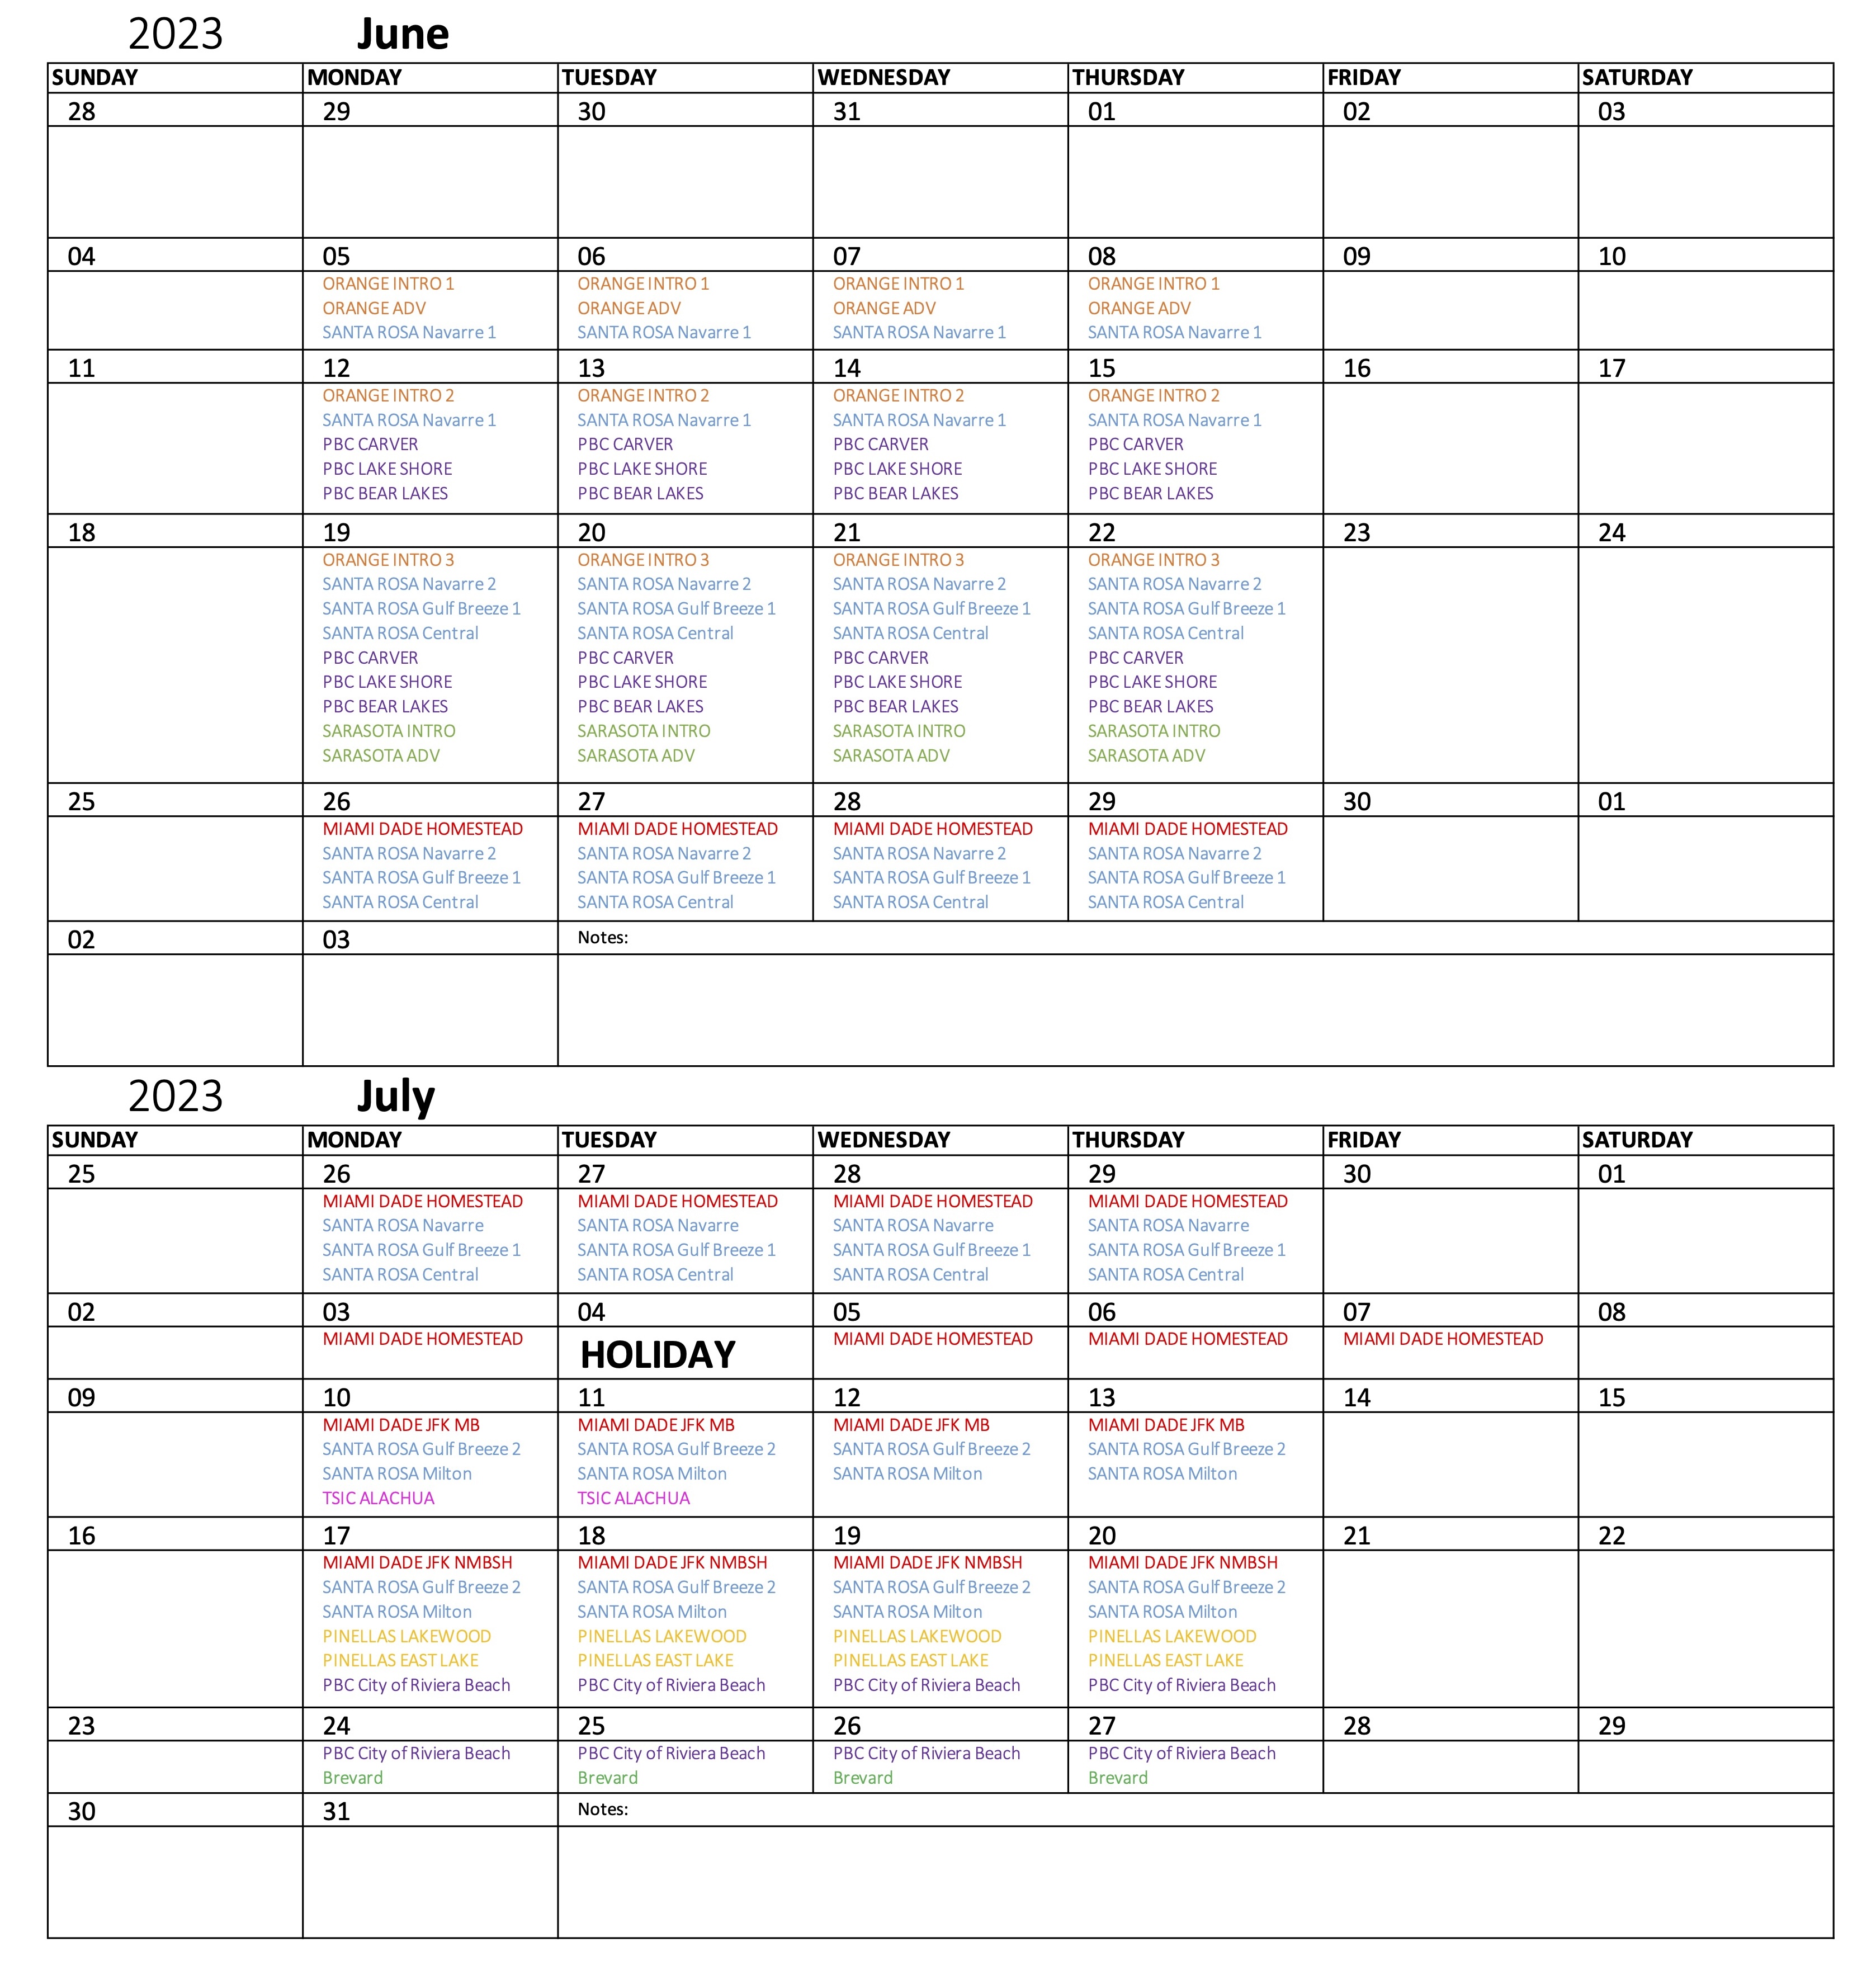 2023 June
SUNDAY MONDAY TUESDAY WEDNESDAY THURSDAY FRIDAY SATURDAY
28 29 30 31 01 02 03
04 05 06 07 08 09 10
ORANGE INTRO 1 ORANGE INTRO 1 ORANGE INTRO 1 ORANGE INTRO 1
ORANGE ADV ORANGE ADV ORANGE ADV ORANGE ADV
SANTA ROSA Navarre 1 SANTA ROSA Navarre 1 SANTA ROSA Navarre 1 SANTA ROSA Navarre 1
11 12 13 14 15 16 17
ORANGE INTRO 2 ORANGE INTRO 2 ORANGE INTRO 2 ORANGE INTRO 2
SANTA ROSA Navarre 1 SANTA ROSA Navarre 1 SANTA ROSA Navarre 1 SANTA ROSA Navarre 1
PBC CARVER PBC CARVER PBC CARVER PBC CARVER
PBC LAKE SHORE PBC LAKE SHORE PBC LAKE SHORE PBC LAKE SHORE
PBC BEAR LAKES PBC BEAR LAKES PBC BEAR LAKES PBC BEAR LAKES
18 19 20 21 22 23 24
ORANGE INTRO 3 ORANGE INTRO 3 ORANGE INTRO 3 ORANGE INTRO 3
SANTA ROSA Navarre 2 SANTA ROSA Navarre 2 SANTA ROSA Navarre 2 SANTA ROSA Navarre 2
SANTA ROSA Gulf Breeze 1 SANTA ROSA Gulf Breeze 1 SANTA ROSA Gulf Breeze 1 SANTA ROSA Gulf Breeze 1
SANTA ROSA Central SANTA ROSA Central SANTA ROSA Central SANTA ROSA Central
PBC CARVER PBC CARVER PBC CARVER PBC CARVER
PBC LAKE SHORE PBC LAKE SHORE PBC LAKE SHORE PBC LAKE SHORE
PBC BEAR LAKES PBC BEAR LAKES PBC BEAR LAKES PBC BEAR LAKES
SARASOTA INTRO SARASOTA INTRO SARASOTA INTRO SARASOTA INTRO
SARASOTA ADV SARASOTA ADV SARASOTA ADV SARASOTA ADV
25 26 27 28 29 30 01
MIAMI DADE HOMESTEAD MIAMI DADE HOMESTEAD MIAMI DADE HOMESTEAD MIAMI DADE HOMESTEAD
SANTA ROSA Navarre 2 SANTA ROSA Navarre 2 SANTA ROSA Navarre 2 SANTA ROSA Navarre 2
SANTA ROSA Gulf Breeze 1 SANTA ROSA Gulf Breeze 1 SANTA ROSA Gulf Breeze 1 SANTA ROSA Gulf Breeze 1
SANTA ROSA Central SANTA ROSA Central SANTA ROSA Central SANTA ROSA Central
02 03 Notes:
2023 July
SUNDAY MONDAY TUESDAY WEDNESDAY THURSDAY FRIDAY SATURDAY
25 26 27 28 29 30 01
MIAMI DADE HOMESTEAD MIAMI DADE HOMESTEAD MIAMI DADE HOMESTEAD MIAMI DADE HOMESTEAD
SANTA ROSA Navarre SANTA ROSA Navarre SANTA ROSA Navarre SANTA ROSA Navarre
SANTA ROSA Gulf Breeze 1 SANTA ROSA Gulf Breeze 1 SANTA ROSA Gulf Breeze 1 SANTA ROSA Gulf Breeze 1
SANTA ROSA Central SANTA ROSA Central SANTA ROSA Central SANTA ROSA Central
02 03 04 05 06 07 08
MIAMI DADE HOMESTEAD HOLIDAY MIAMI DADE HOMESTEAD MIAMI DADE HOMESTEAD MIAMI DADE HOMESTEAD
09 10 11 12 13 14 15
MIAMI DADE JFK MB MIAMI DADE JFK MB MIAMI DADE JFK MB MIAMI DADE JFK MB
SANTA ROSA Gulf Breeze 2 SANTA ROSA Gulf Breeze 2 SANTA ROSA Gulf Breeze 2 SANTA ROSA Gulf Breeze 2
SANTA ROSA Milton SANTA ROSA Milton SANTA ROSA Milton SANTA ROSA Milton
TSIC ALACHUA TSIC ALACHUA
16 17 18 19 20 21 22
MIAMI DADE JFK NMBSH MIAMI DADE JFK NMBSH MIAMI DADE JFK NMBSH MIAMI DADE JFK NMBSH
SANTA ROSA Gulf Breeze 2 SANTA ROSA Gulf Breeze 2 SANTA ROSA Gulf Breeze 2 SANTA ROSA Gulf Breeze 2
SANTA ROSA Milton SANTA ROSA Milton SANTA ROSA Milton SANTA ROSA Milton
PINELLAS LAKEWOOD PINELLAS LAKEWOOD PINELLAS LAKEWOOD PINELLAS LAKEWOOD
PINELLAS EAST LAKE PINELLAS EAST LAKE PINELLAS EAST LAKE PINELLAS EAST LAKE
PBC City of Riviera Beach PBC City of Riviera Beach PBC City of Riviera Beach PBC City of Riviera Beach
23 24 25 26 27 28 29
PBC City of Riviera Beach PBC City of Riviera Beach PBC City of Riviera Beach PBC City of Riviera Beach
Brevard Brevard Brevard Brevard
30 31 Notes: